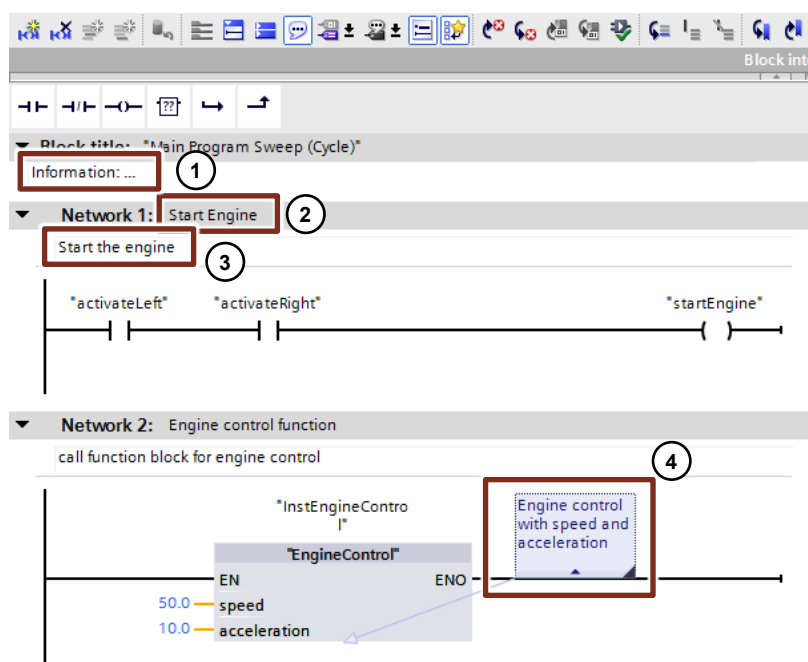 Block int
??
Block title: "Main Program Sweep (Cycle)"
Information: ...
1
Network 1: Start Engine
2
Start the engine
3
"activateLeft"
"activateRight"
"startEngine"
Network 2: Engine control function
call function block for engine control
4
"InstEngineContro
l"
Engine control
with speed and
acceleration
"EngineControl"
EN
ENO
50.0
speed
10.0
acceleration